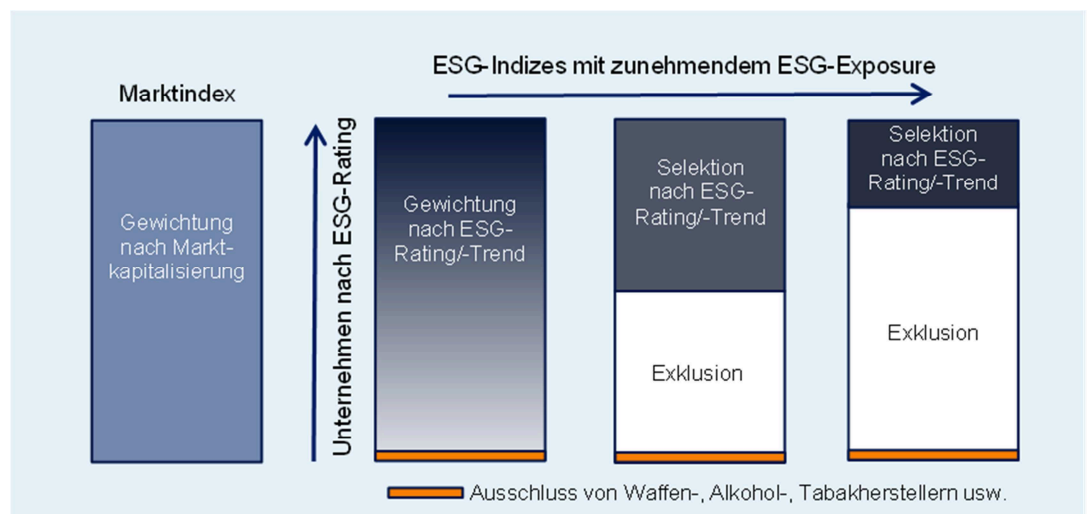 ESG-Indizes mit zunehmendem ESG-Exposure
Marktindex
Gewichtung
nach Markt-
kapitalisierung
Unternehmen nach ESG-Rating
Gewichtung
nach ESG-
Rating/-Trend
Selektion
nach ESG-
Rating/-Trend
Exklusion
Selektion
nach ESG-
Rating/-Trend
Exklusion
Ausschluss von Waffen-, Alkohol-, Tabakherstellern usw.